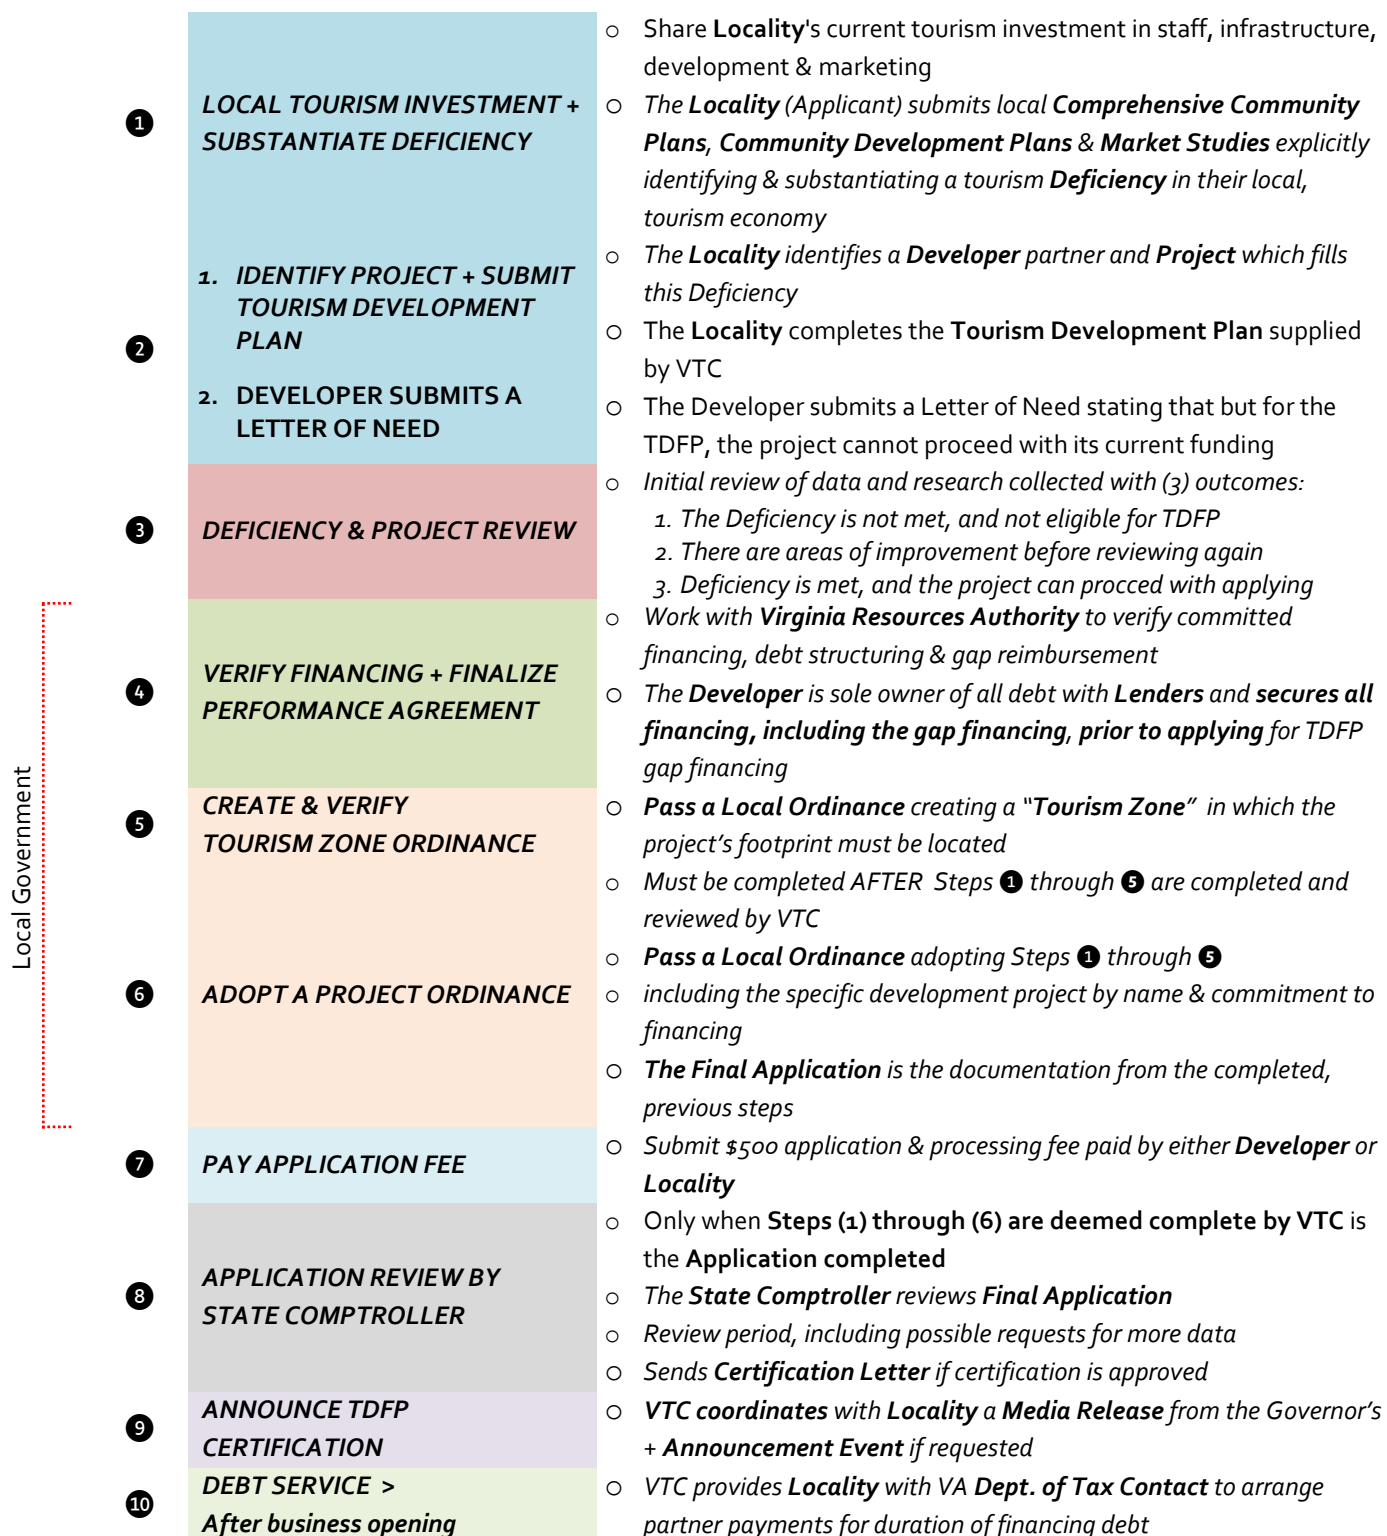 ○ Share Locality's current tourism investment in staff, infrastructure,
development & marketing
❶
LOCAL TOURISM INVESTMENT +
SUBSTANTIATE DEFICIENCY
○ The Locality (Applicant) submits local Comprehensive Community
Plans, Community Development Plans & Market Studies explicitly
identifying & substantiating a tourism Deficiency in their local,
tourism economy
❷
1. IDENTIFY PROJECT + SUBMIT
TOURISM DEVELOPMENT
PLAN
2. DEVELOPER SUBMITS A
LETTER OF NEED
○ The Locality identifies a Developer partner and Project which fills
this Deficiency
○ The Locality completes the Tourism Development Plan supplied
by VTC
○ The Developer submits a Letter of Need stating that but for the
TDFP, the project cannot proceed with its current funding
❸
DEFICIENCY & PROJECT REVIEW
○ Initial review of data and research collected with (3) outcomes:
1. The Deficiency is not met, and not eligible for TDFP
2. There are areas of improvement before reviewing again
3. Deficiency is met, and the project can procced with applying
Local Government
❹
VERIFY FINANCING + FINALIZE
PERFORMANCE AGREEMENT
○ Work with Virginia Resources Authority to verify committed
financing, debt structuring & gap reimbursement
○ The Developer is sole owner of all debt with Lenders and secures all
financing, including the gap financing, prior to applying for TDFP
gap financing
❺
CREATE & VERIFY
TOURISM ZONE ORDINANCE
○ Pass a Local Ordinance creating a “Tourism Zone” in which the
project’s footprint must be located
○ Must be completed AFTER Steps ❶ through ❺ are completed and
reviewed by VTC
❻
ADOPT A PROJECT ORDINANCE
○ Pass a Local Ordinance adopting Steps ❶ through ❺
○ including the specific development project by name & commitment to
financing
○ The Final Application is the documentation from the completed,
previous steps
❼
PAY APPLICATION FEE
○ Submit $500 application & processing fee paid by either Developer or
Locality
❽
APPLICATION REVIEW BY
STATE COMPTROLLER
○ Only when Steps (1) through (6) are deemed complete by VTC is
the Application completed
○ The State Comptroller reviews Final Application
○ Review period, including possible requests for more data
○ Sends Certification Letter if certification is approved
❾
ANNOUNCE TDFP
CERTIFICATION
○ VTC coordinates with Locality a Media Release from the Governor’s
+ Announcement Event if requested
❿
DEBT SERVICE >
After business opening
○ VTC provides Locality with VA Dept. of Tax Contact to arrange
partner payments for duration of financing debt